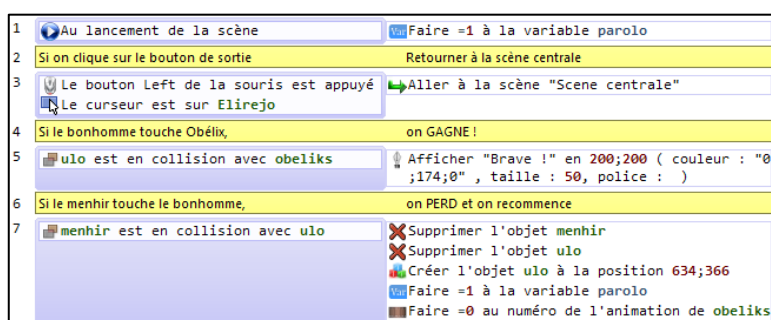 1 Au lancement de la scène Var Faire =1 à la variable parolo
2 Si on clique sur le bouton de sortie Retourner à la scène centrale
3 Le bouton Left de la souris est appuyé Aller à la scène "Scene centrale"
Le curseur est sur Elirejo
4 Si le bonhomme touche Obélix, on GAGNE !
5 ulo est en collision avec obeliks Afficher "Brave !" en 200;200 ( couleur : "0
;174;0" , taille : 50, police : )
6 Si le menhir touche le bonhomme, on PERD et on recommence
7 menhir est en collision avec ulo Supprimer l'objet menhir
Supprimer l'objet ulo
Créer l'objet ulo à la position 634;366
Var Faire =1 à la variable parolo
Faire =0 au numéro de l'animation de obeliks